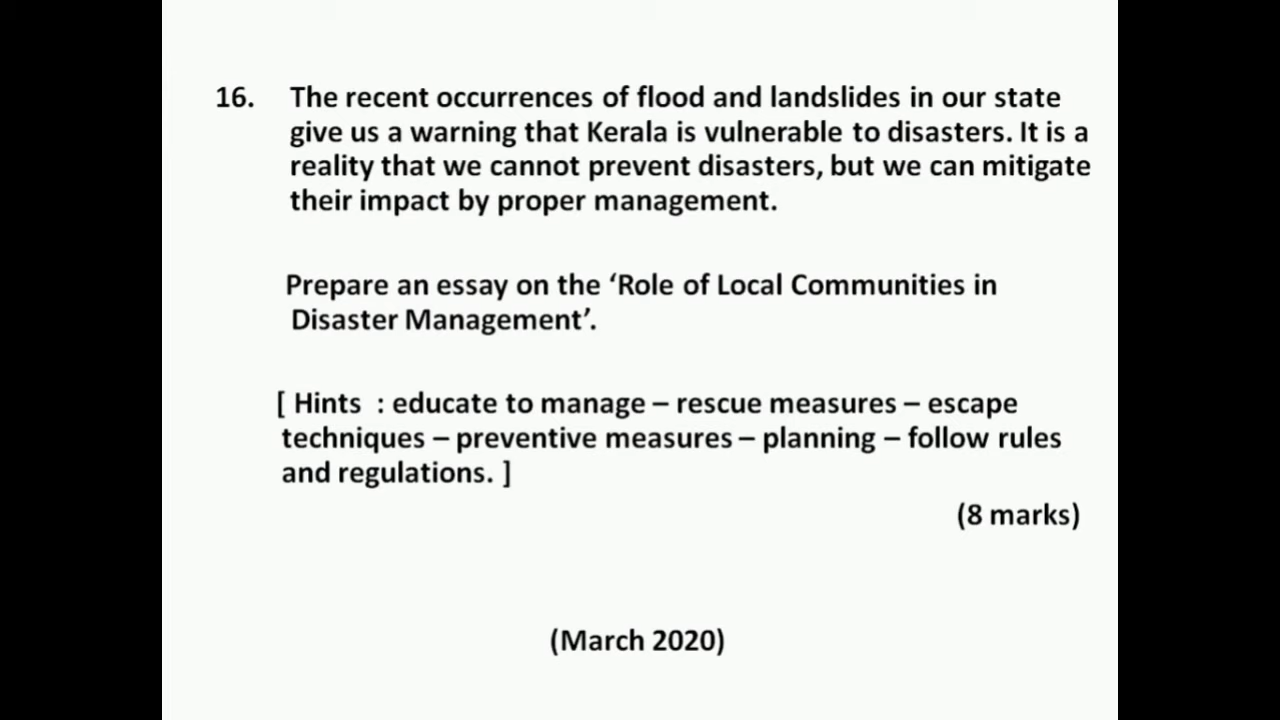 16. The recent occurrences of flood and landslides in our state
give us a warning that Kerala is vulnerable to disasters. It is a
reality that we cannot prevent disasters, but we can mitigate
their impact by proper management.
Prepare an essay on the ‘Role of Local Communities in
Disaster Management’.
[ Hints : educate to manage – rescue measures – escape
techniques – preventive measures – planning – follow rules
and regulations. ]
(8 marks)
(March 2020)